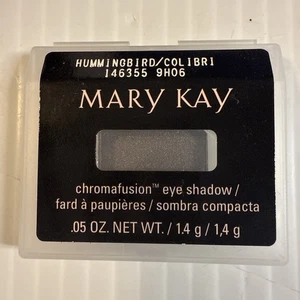 HUMMINGBIRD/COLIBRI
146355 9H06
MARY KAY
chromafusion™ eye shadow /
fard à paupières / sombra compacta
.05 OZ. NET WT. / 1.4 g / 1,4 g